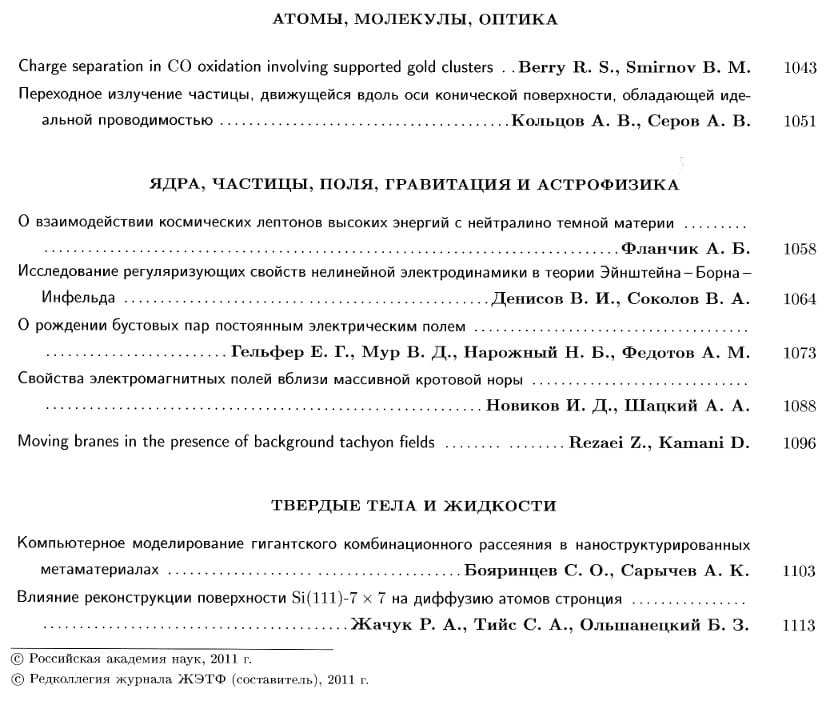 АТОМЫ, МОЛЕКУЛЫ, ОПТИКА
Charge separation in CO oxidation involving supported gold clusters . . Berry R. S., Smirnov B. M. 1043
Переходное излучение частицы, движущейся вдоль оси конической поверхности, обладающей иде-
альной проводимостью ........................................ Кольцов А. В., Серов А. В. 1051
ЯДРА, ЧАСТИЦЫ, ПОЛЯ, ГРАВИТАЦИЯ И АСТРОФИЗИКА
О взаимодействии космических лептонов высоких энергий с нейтралино темной материи .........
................................................................................ Фланчик А. Б. 1058
Исследование регуляризующих свойств нелинейной электродинамики в теории Эйнштейна – Борна –
Инфельда .................................................. Денисов В. И., Соколов В. А. 1064
О рождении бустовых пар постоянным электрическим полем ......................................
......................... Гельфер Е. Г., Мур В. Д., Нарожный Н. Б., Федотов А. М. 1073
Свойства электромагнитных полей вблизи массивной кротовой норы ..............................
............................................................. Новиков И. Д., Шацкий А. А. 1088
Moving branes in the presence of background tachyon fields ................. Rezaei Z., Kamani D. 1096
ТВЕРДЫЕ ТЕЛА И ЖИДКОСТИ
Компьютерное моделирование гигантского комбинационного рассеяния в наноструктурированных
метаматериалах ........................................ Бояринцев С. О., Сарычев А. К. 1103
Влияние реконструкции поверхности Si(111)-7 × 7 на диффузию атомов стронция ................
.......................................... Жачук Р. А., Тийс С. А., Ольшанецкий Б. З. 1113
© Российская академия наук, 2011 г.
© Редколлегия журнала ЖЭТФ (составитель), 2011 г.